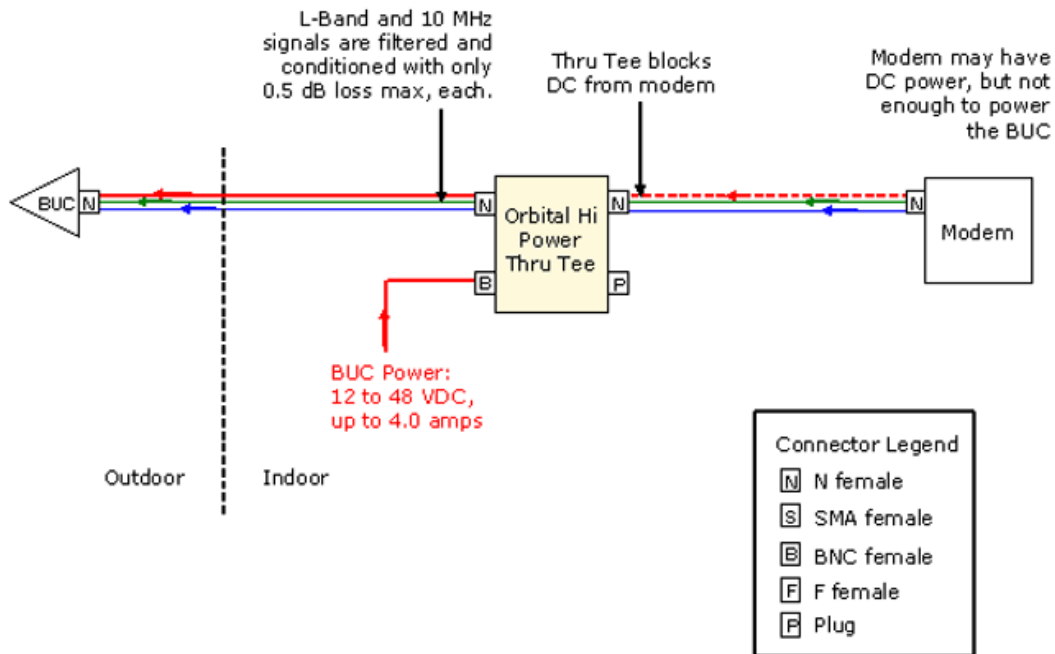 L-Band and 10 MHz
signals are filtered and
conditioned with only
0.5 dB loss max, each.
Thru Tee blocks
DC from modem
Modem may have
DC power, but not
enough to power
the BUC
BUC
N
N
Orbital Hi
Power
Thru Tee
N
N
Modem
B
P
BUC Power:
12 to 48 VDC,
up to 4.0 amps
Outdoor
Indoor
Connector Legend
N N female
S SMA female
B BNC female
F F female
P Plug